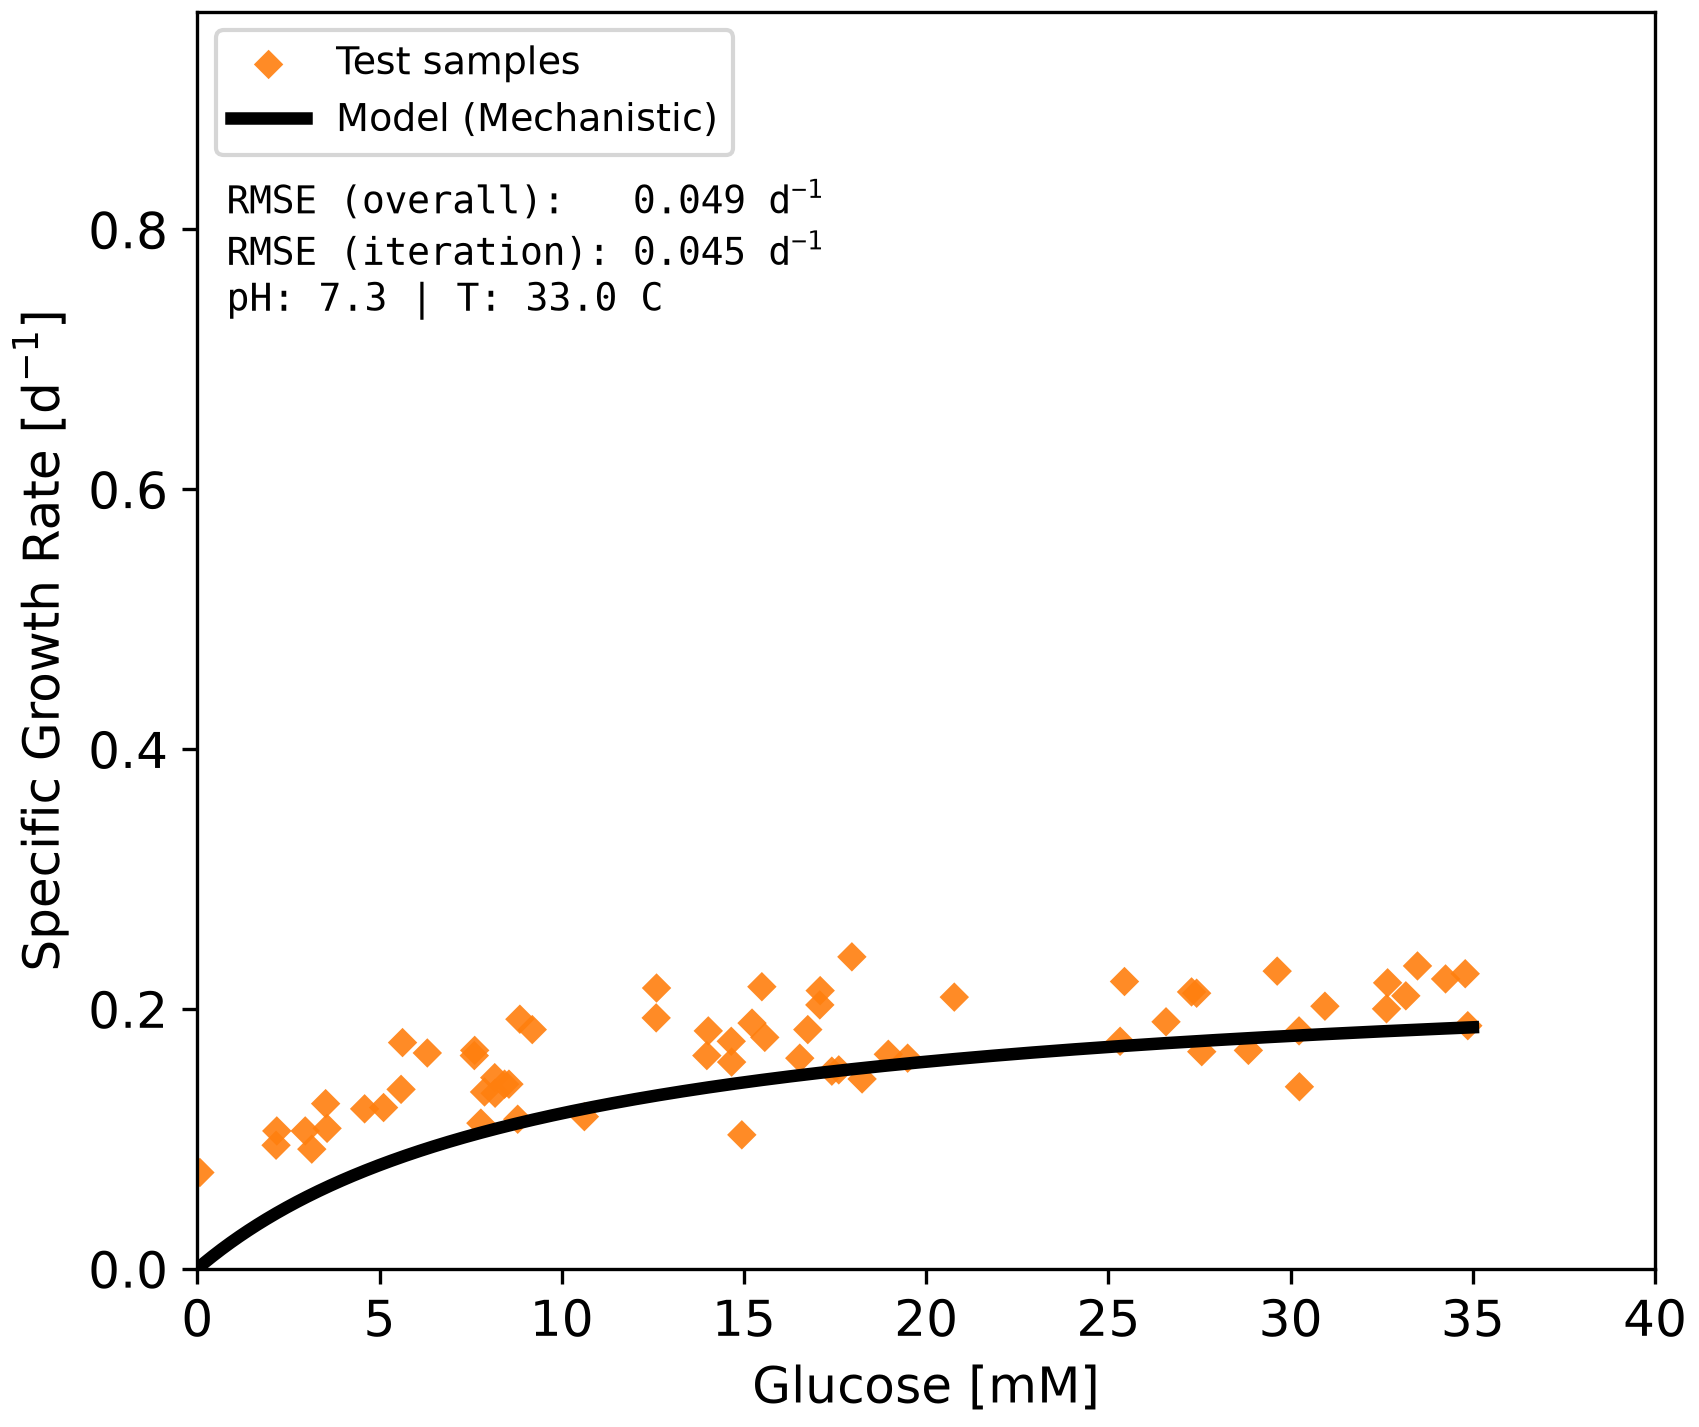 Test samples
Model (Mechanistic)
RMSE (overall):   0.049 d⁻¹
RMSE (iteration): 0.045 d⁻¹
pH: 7.3 | T: 33.0 C
Specific Growth Rate [d⁻¹]
0.8
0.6
0.4
0.2
0.0
0 5 10 15 20 25 30 35 40
Glucose [mM]